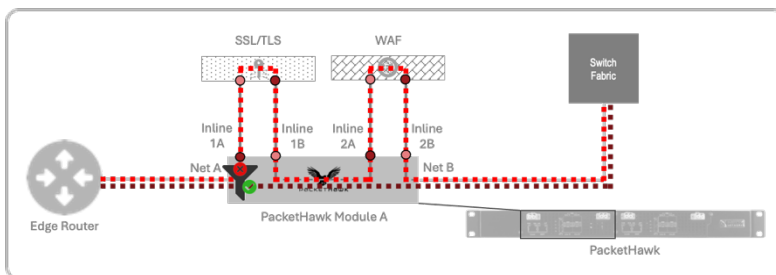 SSL/TLS
WAF
Switch
Fabric
Inline
1A
Inline
1B
Inline
2A
Inline
2B
Net A
Net B
PACKETHAWK
PacketHawk Module A
Edge Router
PacketHawk